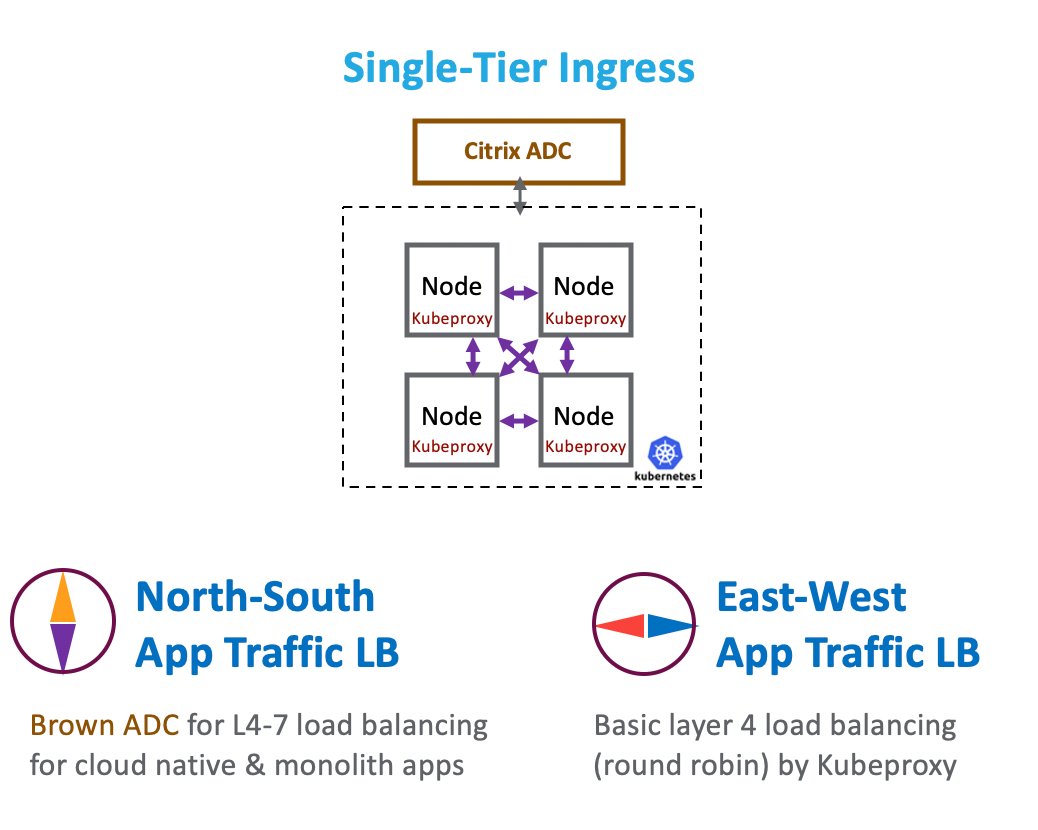 Single-Tier Ingress
Citrix ADC
Node
Kubeproxy
Node
Kubeproxy
Node
Kubeproxy
Node
Kubeproxy
kubernetes
North-South
App Traffic LB
Brown ADC for L4-7 load balancing
for cloud native & monolith apps
East-West
App Traffic LB
Basic layer 4 load balancing
(round robin) by Kubeproxy